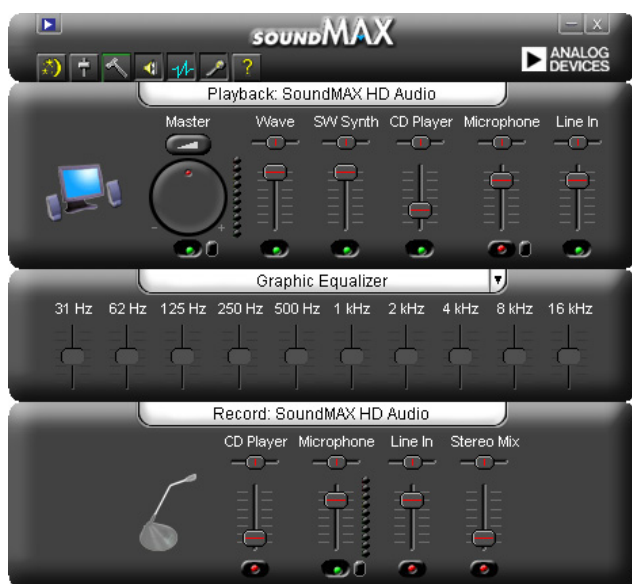 SOUNDMAX
ANALOG
DEVICES
?
Playback: SoundMAX HD Audio
Master Wave SW Synth CD Player Microphone Line In
- +
Graphic Equalizer
31 Hz 62 Hz 125 Hz 250 Hz 500 Hz 1 kHz 2 kHz 4 kHz 8 kHz 16 kHz
Record: SoundMAX HD Audio
CD Player Microphone Line In Stereo Mix